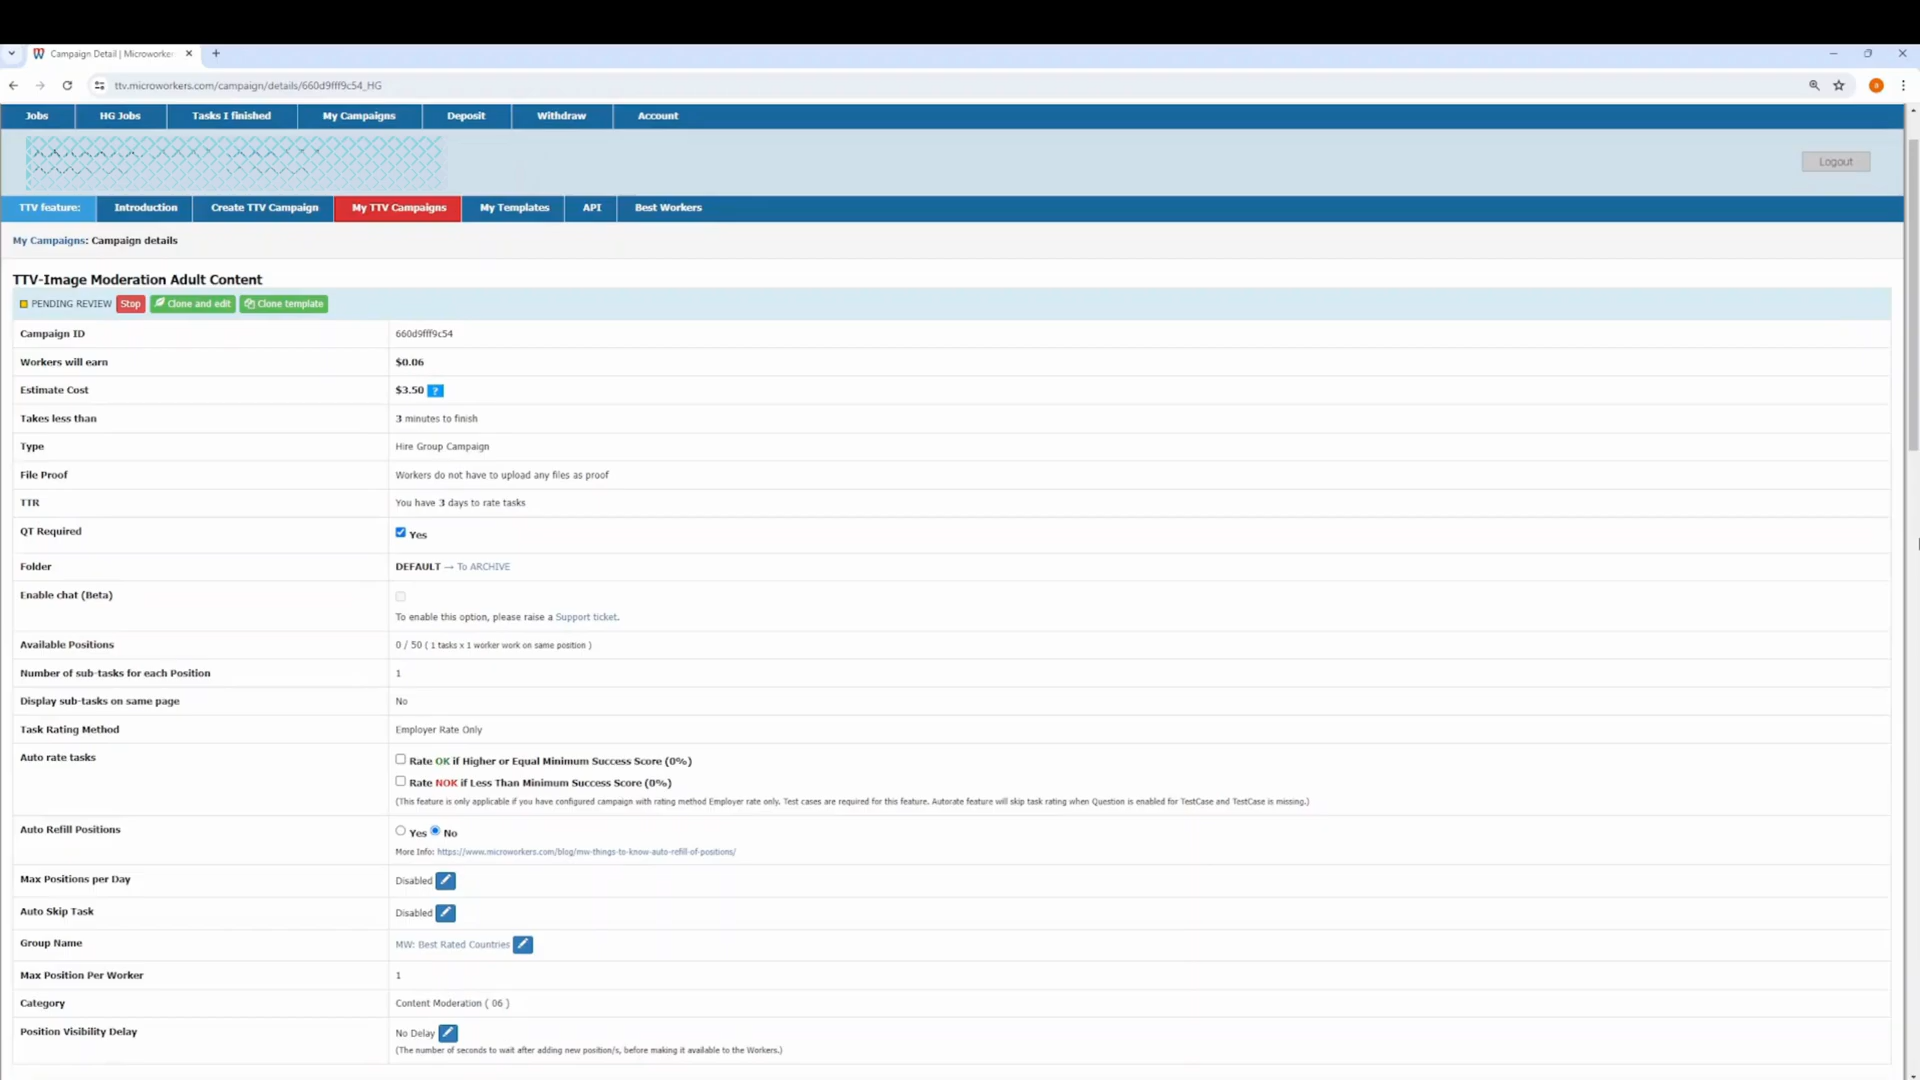 Campaign Detail | Microworke
ttv.microworkers.com/campaign/details/660d9fff9c54_HG
Jobs HG Jobs Tasks I finished My Campaigns Deposit Withdraw Account
Logout
TTV feature: Introduction Create TTV Campaign My TTV Campaigns My Templates API Best Workers
My Campaigns: Campaign details
TTV-Image Moderation Adult Content
PENDING REVIEW Stop Clone and edit Clone template
Campaign ID 660d9fff9c54
Workers will earn $0.06
Estimate Cost $3.50 ?
Takes less than 3 minutes to finish
Type Hire Group Campaign
File Proof Workers do not have to upload any files as proof
TTR You have 3 days to rate tasks
QT Required Yes
Folder DEFAULT → To ARCHIVE
Enable chat (Beta)
To enable this option, please raise a Support ticket.
Available Positions 0 / 50 ( 1 tasks x 1 worker work on same position )
Number of sub-tasks for each Position 1
Display sub-tasks on same page No
Task Rating Method Employer Rate Only
Auto rate tasks Rate OK if Higher or Equal Minimum Success Score (0%)
Rate NOK if Less Than Minimum Success Score (0%)
(This feature is only applicable if you have configured campaign with rating method Employer rate only. Test cases are required for this feature. Autorate feature will skip task rating when Question is enabled for TestCase and TestCase is missing.)
Auto Refill Positions Yes No
More Info: https://www.microworkers.com/blog/mw-things-to-know-auto-refill-of-positions/
Max Positions per Day Disabled
Auto Skip Task Disabled
Group Name MW: Best Rated Countries
Max Position Per Worker 1
Category Content Moderation ( 06 )
Position Visibility Delay No Delay
(The number of seconds to wait after adding new position/s, before making it available to the Workers.)